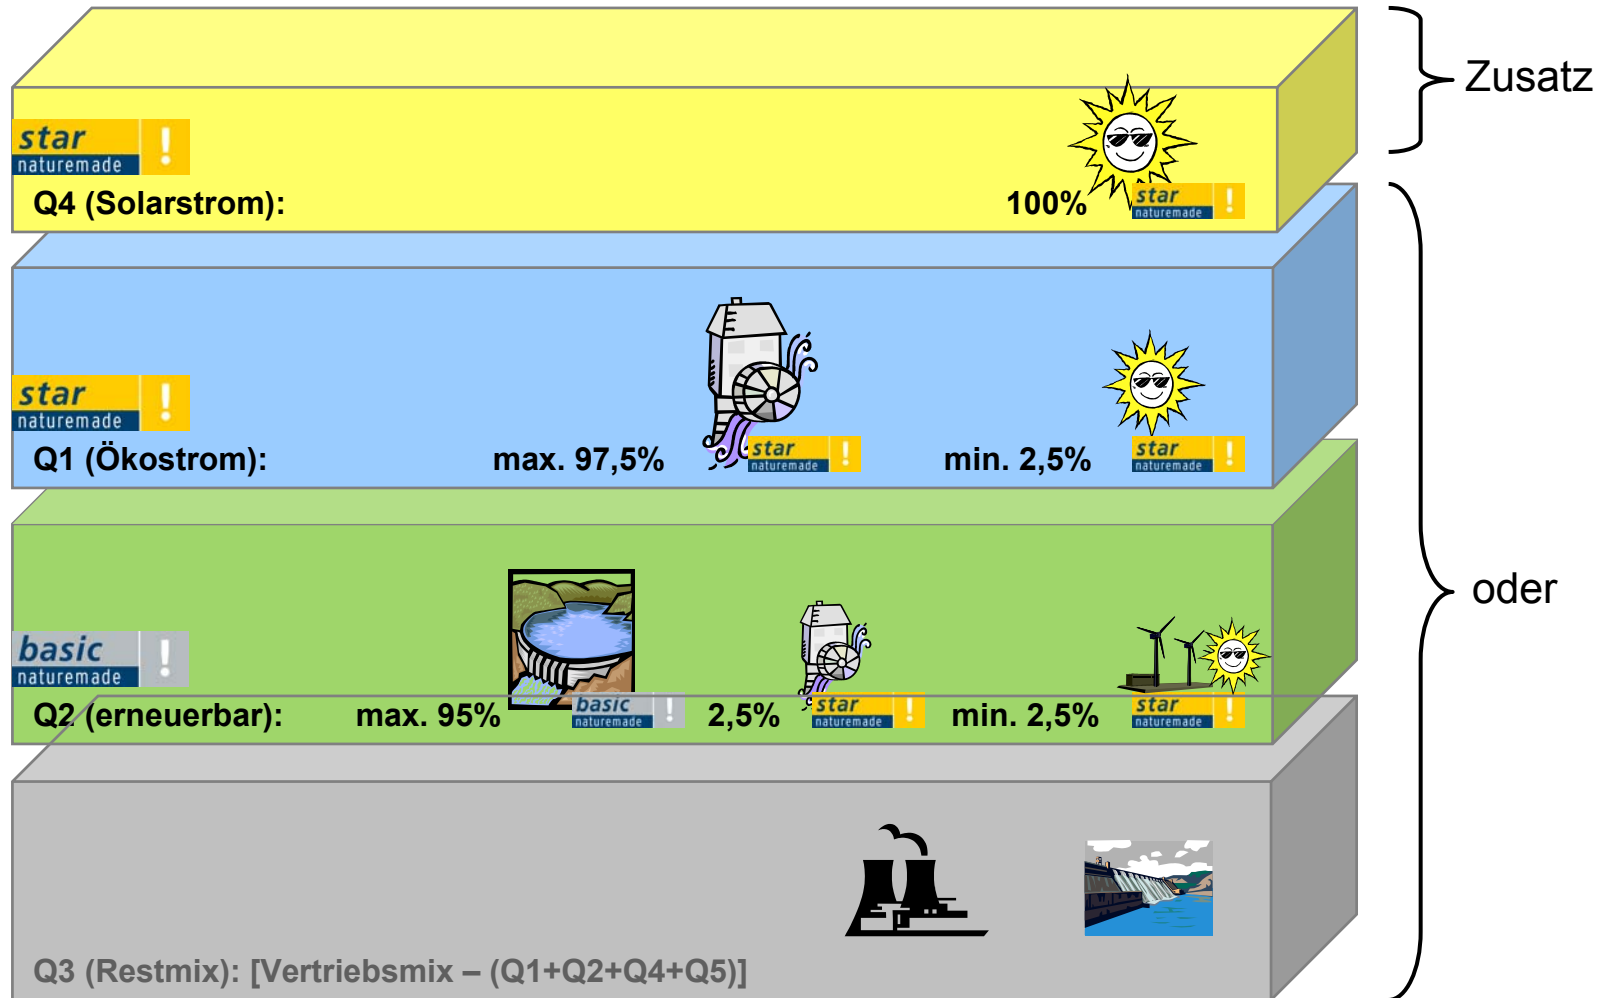 Zusatz
star
naturemade
!
Q4 (Solarstrom): 100% star !
naturemade
star
naturemade
!
Q1 (Ökostrom): max. 97,5% star ! min. 2,5% star !
naturemade naturemade
oder
basic
naturemade
!
Q2 (erneuerbar): max. 95% basic ! 2,5% star ! min. 2,5% star !
naturemade naturemade naturemade
Q3 (Restmix): [Vertriebsmix – (Q1+Q2+Q4+Q5)]